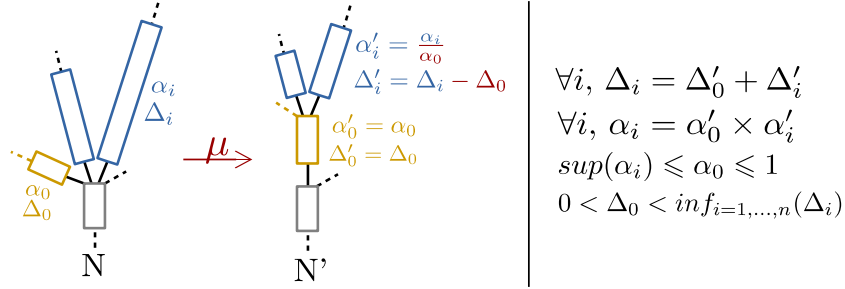 α_i
Δ_i
α_0
Δ_0
N
μ
α'_i = α_i/α_0
Δ'_i = Δ_i − Δ_0
α'_0 = α_0
Δ'_0 = Δ_0
N'
∀i, Δ_i = Δ'_0 + Δ'_i
∀i, α_i = α'_0 × α'_i
sup(α_i) ⩽ α_0 ⩽ 1
0 < Δ_0 < inf_{i=1,...,n}(Δ_i)